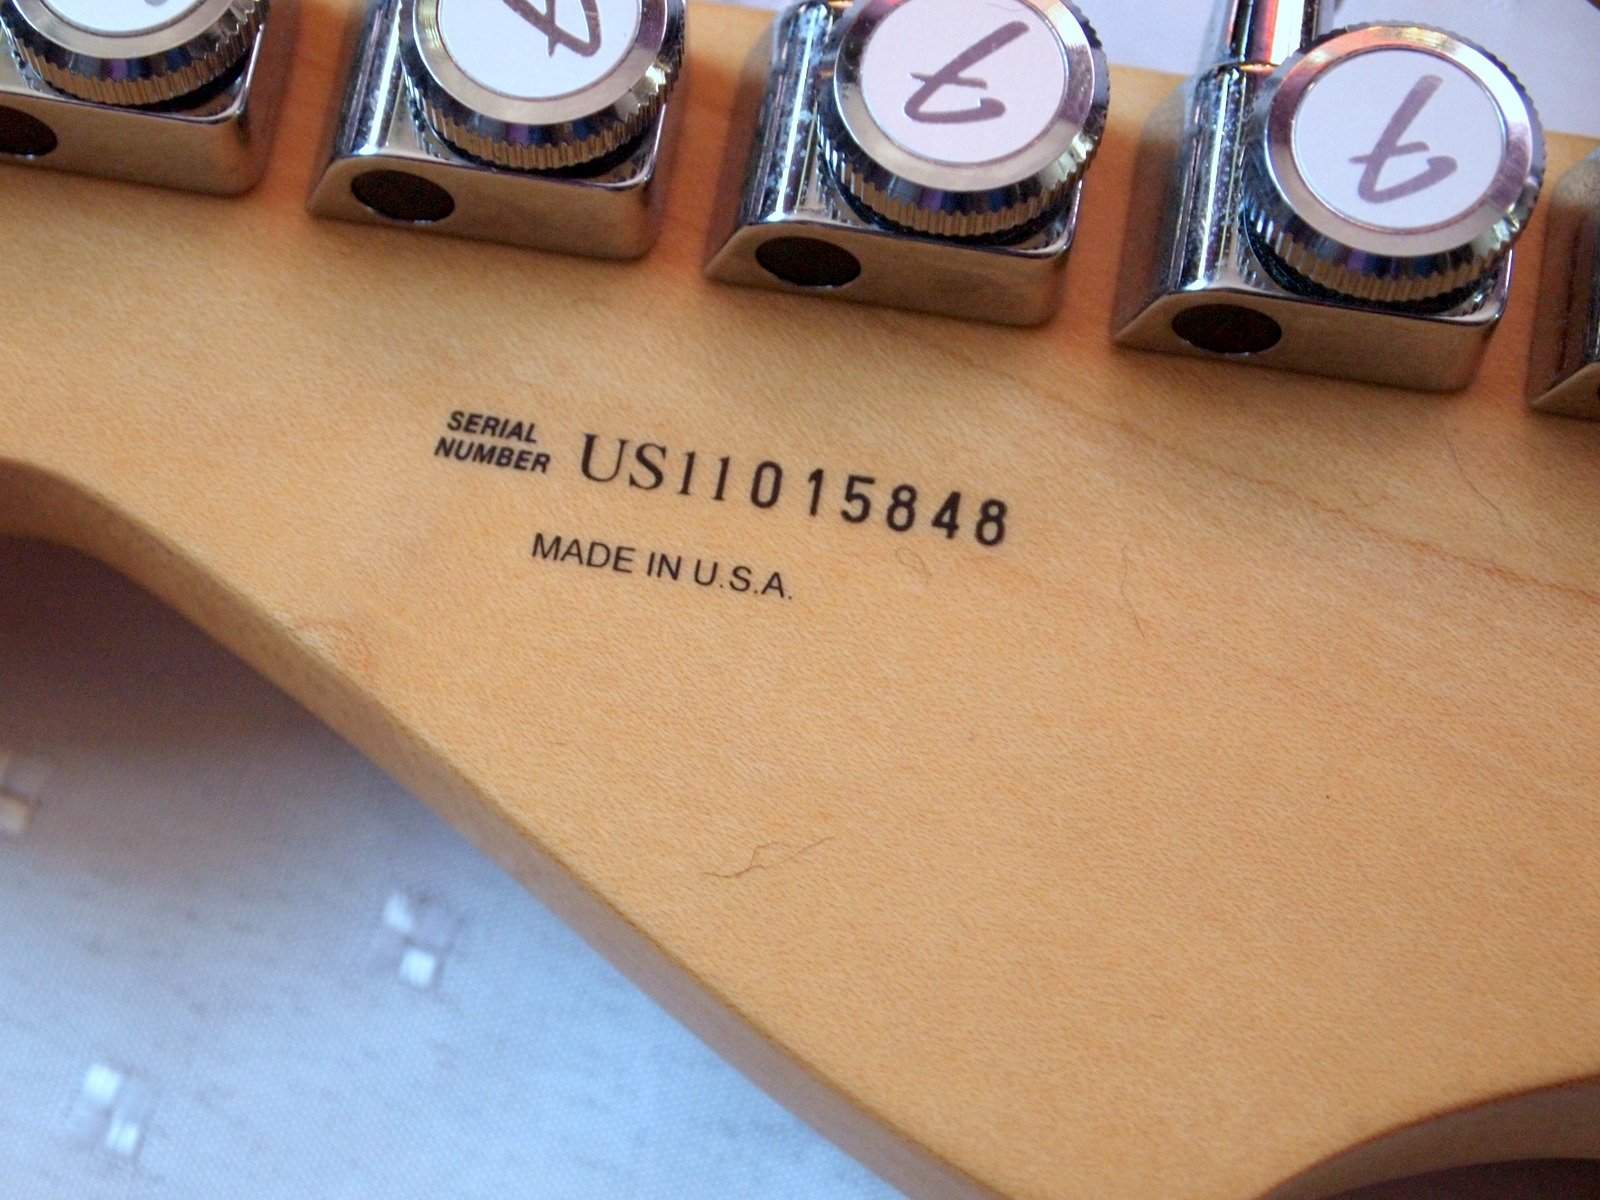 SERIAL
NUMBER US11015848
MADE IN U.S.A.